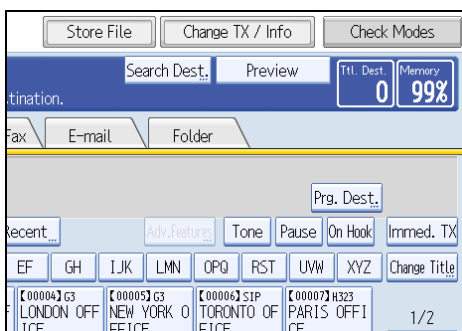 Store File Change TX / Info Check Modes
Search Dest. Preview Ttl. Dest. Memory
tination. 0 99%
Fax E-mail Folder
Prg. Dest.
Recent Adv.Features Tone Pause On Hook Immed. TX
EF GH IJK LMN OPQ RST UVW XYZ Change Title
【00004】G3 【00005】G3 【00006】SIP 【00007】H323
LONDON OFF NEW YORK O TORONTO OF PARIS OFFI 1/2
ICE FFICE FICE CE